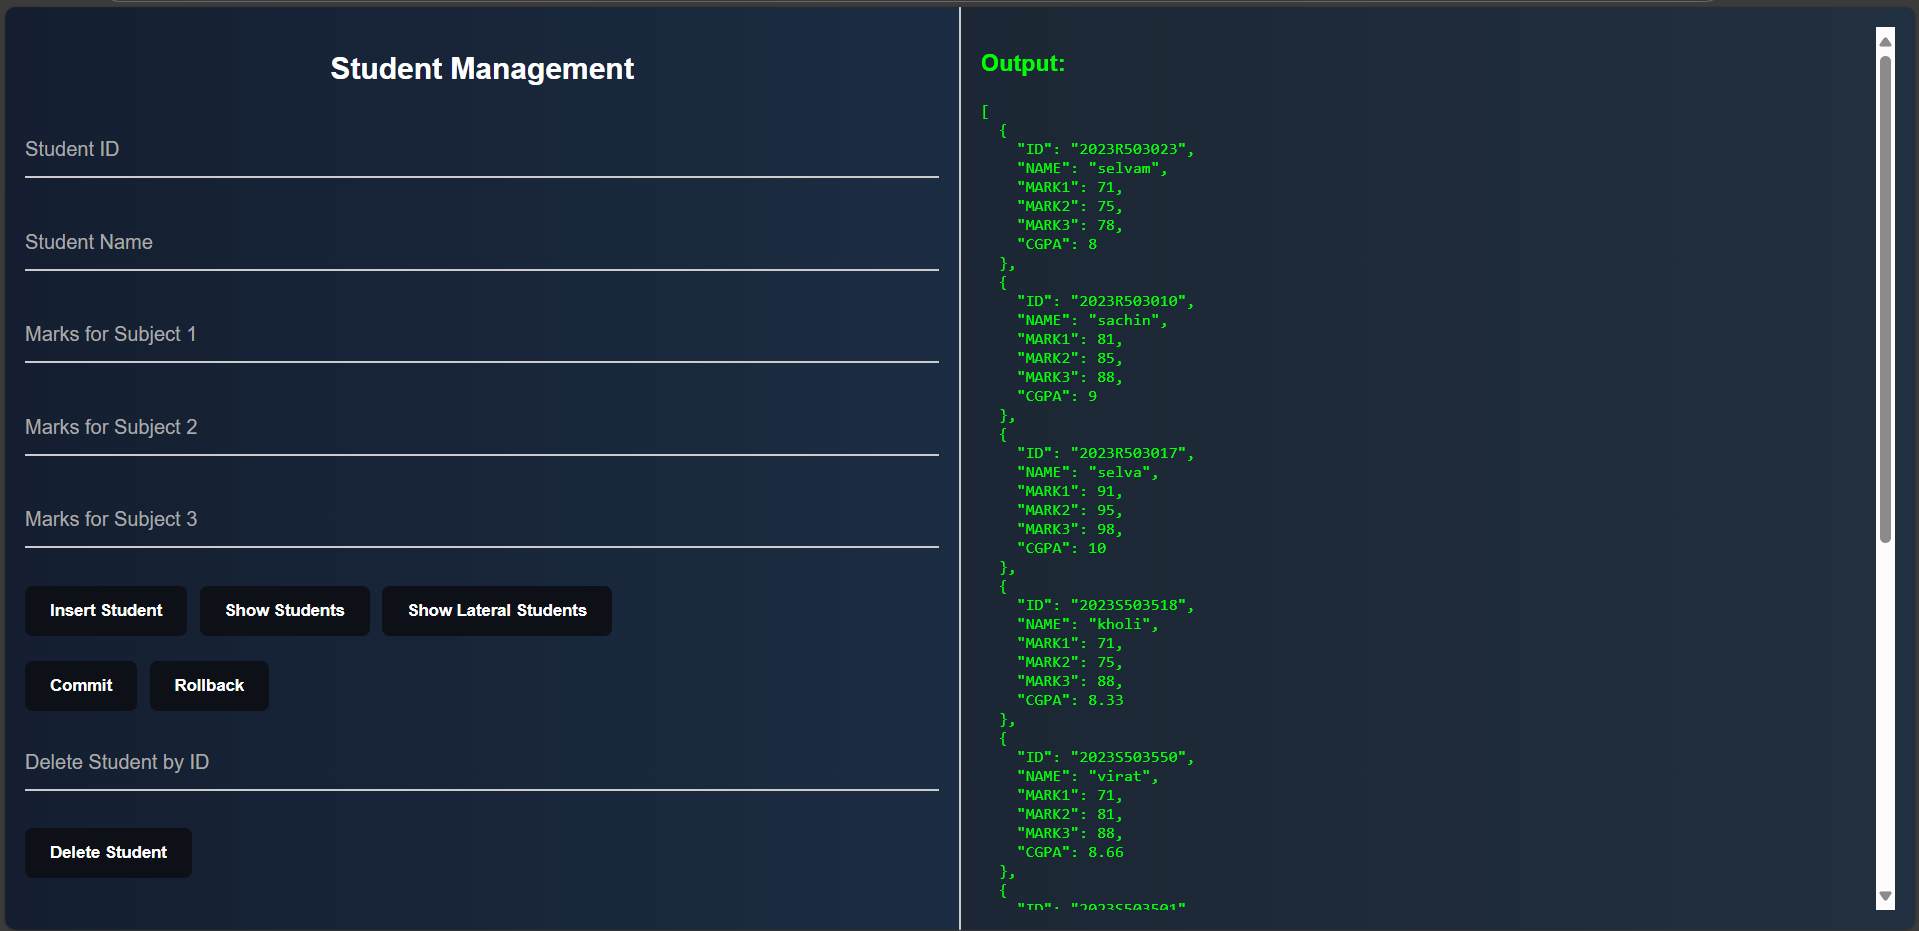 Student Management
Student ID
Student Name
Marks for Subject 1
Marks for Subject 2
Marks for Subject 3
Insert Student
Show Students
Show Lateral Students
Commit
Rollback
Delete Student by ID
Delete Student
Output:
[
  {
    "ID": "2023R503023",
    "NAME": "selvam",
    "MARK1": 71,
    "MARK2": 75,
    "MARK3": 78,
    "CGPA": 8
  },
  {
    "ID": "2023R503010",
    "NAME": "sachin",
    "MARK1": 81,
    "MARK2": 85,
    "MARK3": 88,
    "CGPA": 9
  },
  {
    "ID": "2023R503017",
    "NAME": "selva",
    "MARK1": 91,
    "MARK2": 95,
    "MARK3": 98,
    "CGPA": 10
  },
  {
    "ID": "2023S503518",
    "NAME": "kholi",
    "MARK1": 71,
    "MARK2": 75,
    "MARK3": 88,
    "CGPA": 8.33
  },
  {
    "ID": "2023S503550",
    "NAME": "virat",
    "MARK1": 71,
    "MARK2": 81,
    "MARK3": 88,
    "CGPA": 8.66
  },
  {
    "ID": "2023S503501"